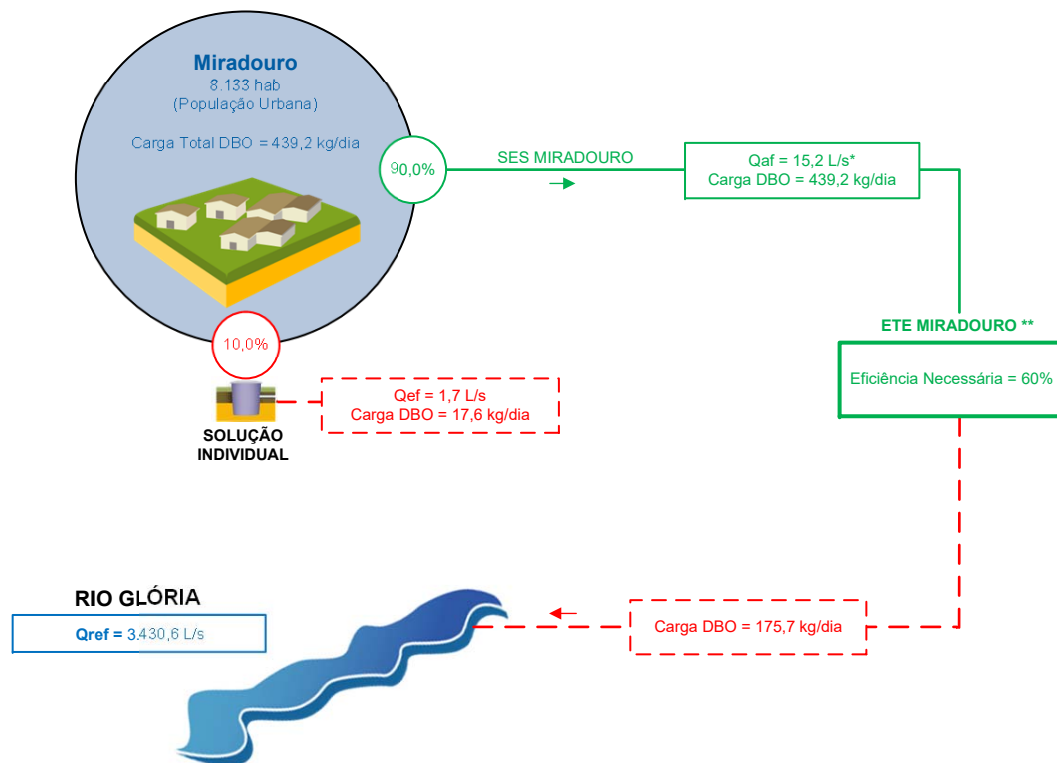 Miradouro
8.133 hab
(População Urbana)
Carga Total DBO = 439,2 kg/dia
90,0%
SES MIRADOURO
Qaf = 15,2 L/s*
Carga DBO = 439,2 kg/dia
ETE MIRADOURO **
Eficiência Necessária = 60%
10,0%
Qef = 1,7 L/s
Carga DBO = 17,6 kg/dia
SOLUÇÃO
INDIVIDUAL
RIO GLÓRIA
Qref = 3.430,6 L/s
Carga DBO = 175,7 kg/dia